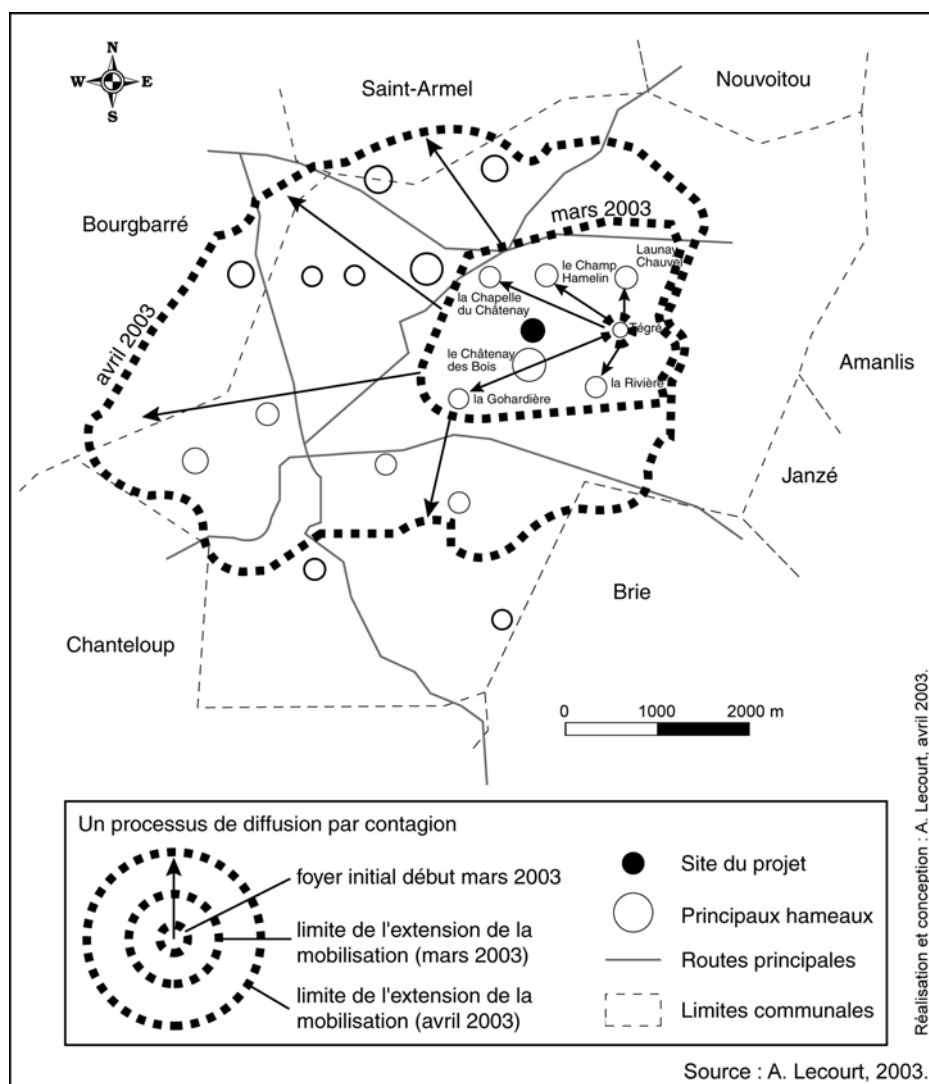 N
W
E
S
Saint-Armel
Nouvoitou
Bourgbarré
mars 2003
Launay
Chauvel
le Champ
Hamelin
la Chapelle
du Châtenay
Tégré
avril 2003
le Châtenay
des Bois
Amanlis
la Rivière
la Gohardière
Janzé
Brie
Chanteloup
0
1000
2000 m
Un processus de diffusion par contagion
foyer initial début mars 2003
limite de l'extension de la
mobilisation (mars 2003)
limite de l'extension de la
mobilisation (avril 2003)
Site du projet
Principaux hameaux
Routes principales
Limites communales
Réalisation et conception : A. Lecourt, avril 2003.
Source : A. Lecourt, 2003.